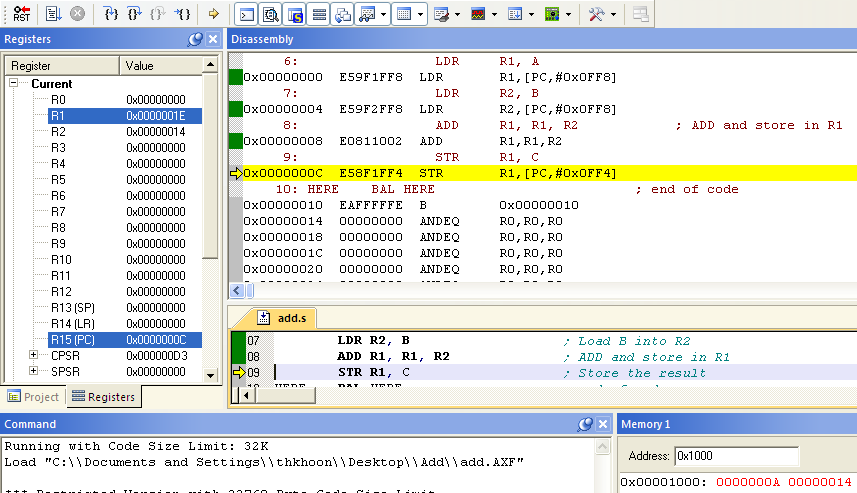 RST
Registers
Register Value
Current
R0 0x00000000
R1 0x0000001E
R2 0x00000014
R3 0x00000000
R4 0x00000000
R5 0x00000000
R6 0x00000000
R7 0x00000000
R8 0x00000000
R9 0x00000000
R10 0x00000000
R11 0x00000000
R12 0x00000000
R13 (SP) 0x00000000
R14 (LR) 0x00000000
R15 (PC) 0x0000000C
CPSR 0x000000D3
SPSR 0x00000000
Project Registers
Disassembly
6: LDR R1, A
0x00000000 E59F1FF8 LDR R1,[PC,#0x0FF8]
7: LDR R2, B
0x00000004 E59F2FF8 LDR R2,[PC,#0x0FF8]
8: ADD R1, R1, R2 ; ADD and store in R1
0x00000008 E0811002 ADD R1,R1,R2
9: STR R1, C
0x0000000C E58F1FF4 STR R1,[PC,#0x0FF4]
10: HERE BAL HERE ; end of code
0x00000010 EAFFFFFE B 0x00000010
0x00000014 00000000 ANDEQ R0,R0,R0
0x00000018 00000000 ANDEQ R0,R0,R0
0x0000001C 00000000 ANDEQ R0,R0,R0
0x00000020 00000000 ANDEQ R0,R0,R0
add.s
07 LDR R2, B ; Load B into R2
08 ADD R1, R1, R2 ; ADD and store in R1
09 STR R1, C ; Store the result
Command
Running with Code Size Limit: 32K
Load "C:\\Documents and Settings\\thkhoon\\Desktop\\Add\\add.AXF"
*** Restricted Version with 32768 Byte Code Size Limit
Memory 1
Address: 0x1000
0x00001000: 0000000A 00000014